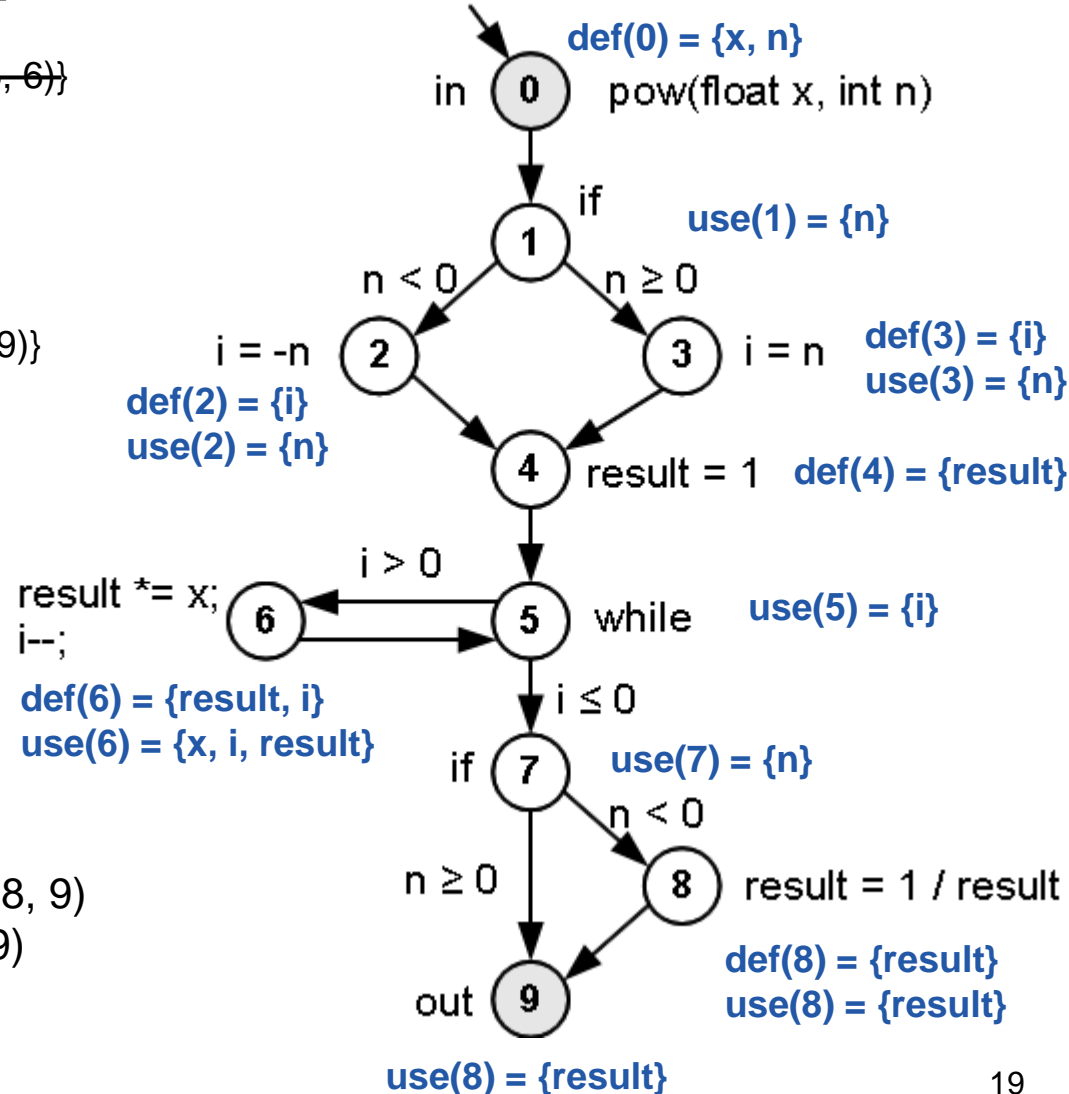 def(0) = {x, n}
, 6)}
in 0 pow(float x, int n)
if
use(1) = {n}
1
n < 0 n ≥ 0
9)}
i = -n 2 3 i = n
def(3) = {i}
use(3) = {n}
def(2) = {i}
use(2) = {n}
4 result = 1 def(4) = {result}
i > 0
result *= x;
i--;
6 5 while use(5) = {i}
def(6) = {result, i}
use(6) = {x, i, result}
i ≤ 0
if 7 use(7) = {n}
n < 0
n ≥ 0
8, 9)
8 result = 1 / result
9)
def(8) = {result}
use(8) = {result}
out 9
use(8) = {result}
19